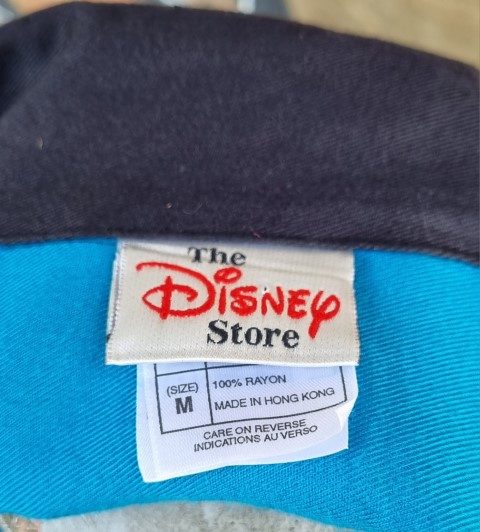 The
DISNEY
Store
(SIZE)
M
100% RAYON
MADE IN HONG KONG
CARE ON REVERSE
INDICATIONS AU VERSO